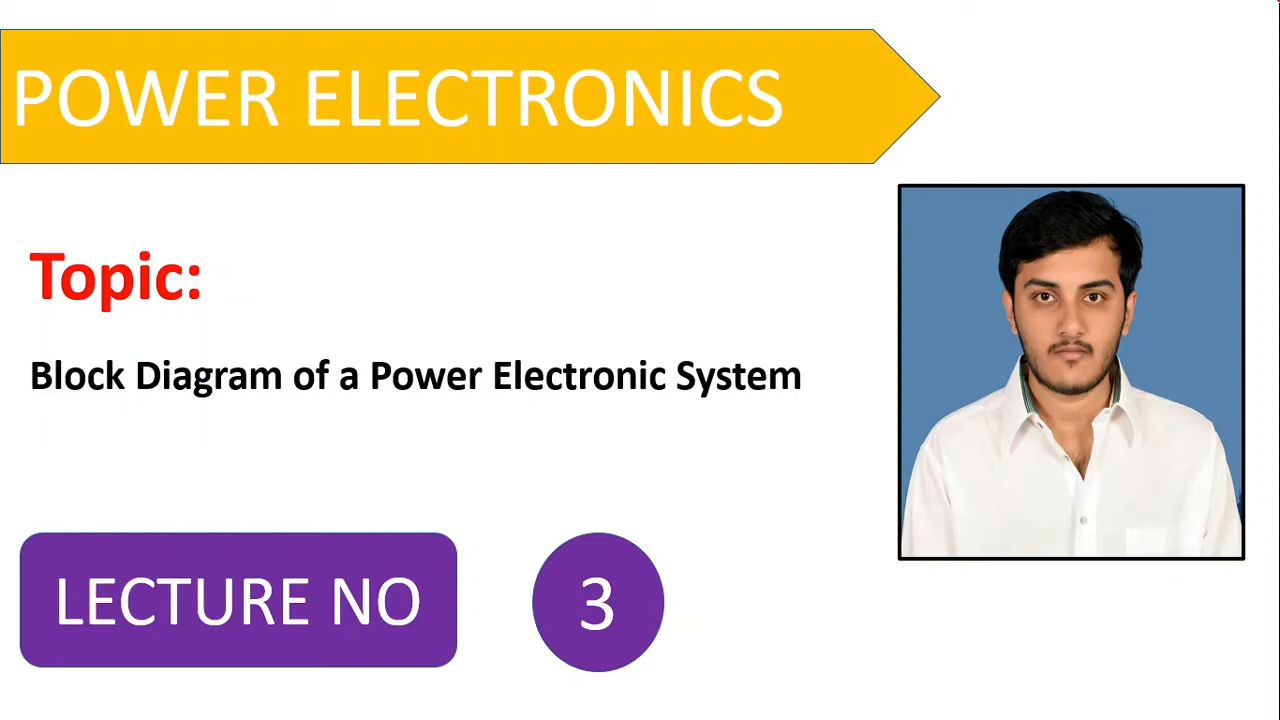 POWER ELECTRONICS
Topic:
Block Diagram of a Power Electronic System
LECTURE NO
3